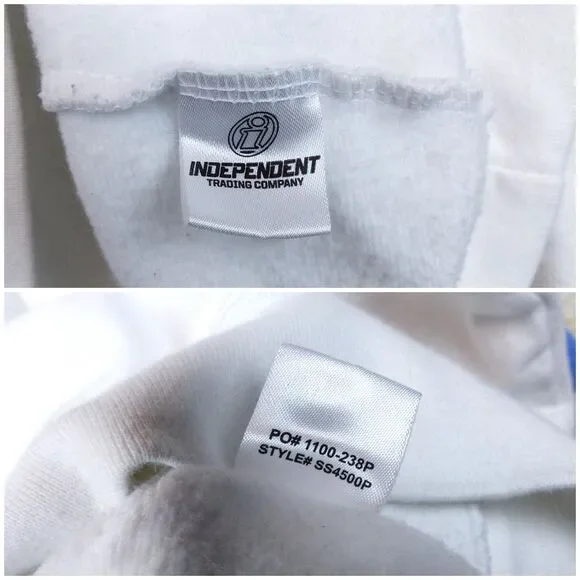 INDEPENDENT
TRADING COMPANY
PO# 1100-238P
STYLE# SS4500P